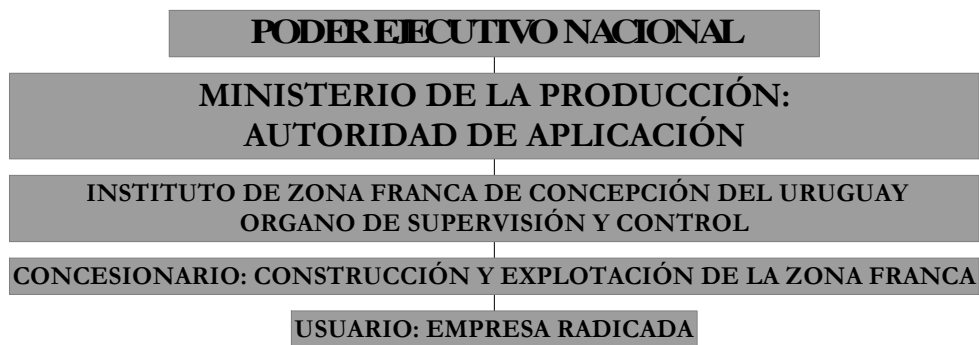 PODER EJECUTIVO NACIONAL
MINISTERIO DE LA PRODUCCIÓN:
AUTORIDAD DE APLICACIÓN
INSTITUTO DE ZONA FRANCA DE CONCEPCIÓN DEL URUGUAY
ORGANO DE SUPERVISIÓN Y CONTROL
CONCESIONARIO: CONSTRUCCIÓN Y EXPLOTACIÓN DE LA ZONA FRANCA
USUARIO: EMPRESA RADICADA